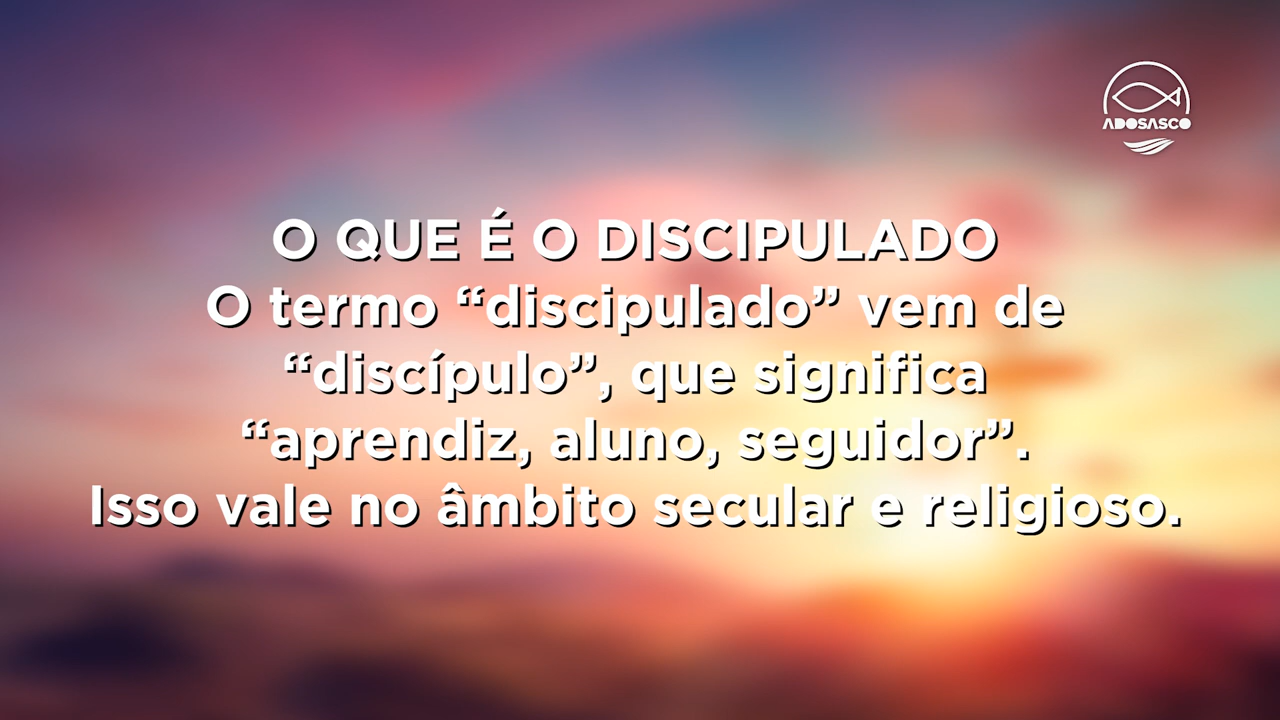 ADOSASCO
O QUE É O DISCIPULADO
O termo “discipulado” vem de
“discípulo”, que significa
“aprendiz, aluno, seguidor”.
Isso vale no âmbito secular e religioso.